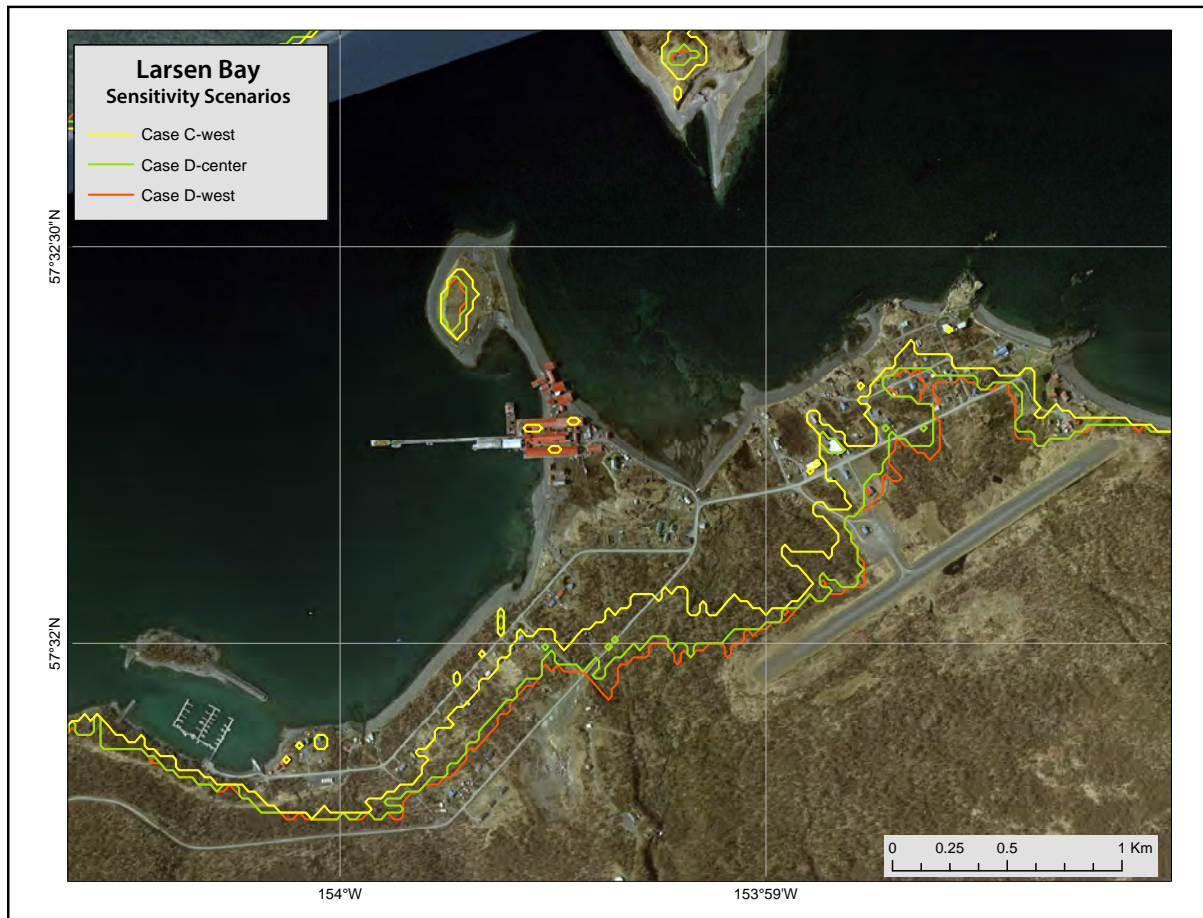 Larsen Bay
Sensitivity Scenarios
Case C-west
Case D-center
Case D-west
57°32'30"N
57°32'N
154°W
153°59'W
0 0.25 0.5 1 Km